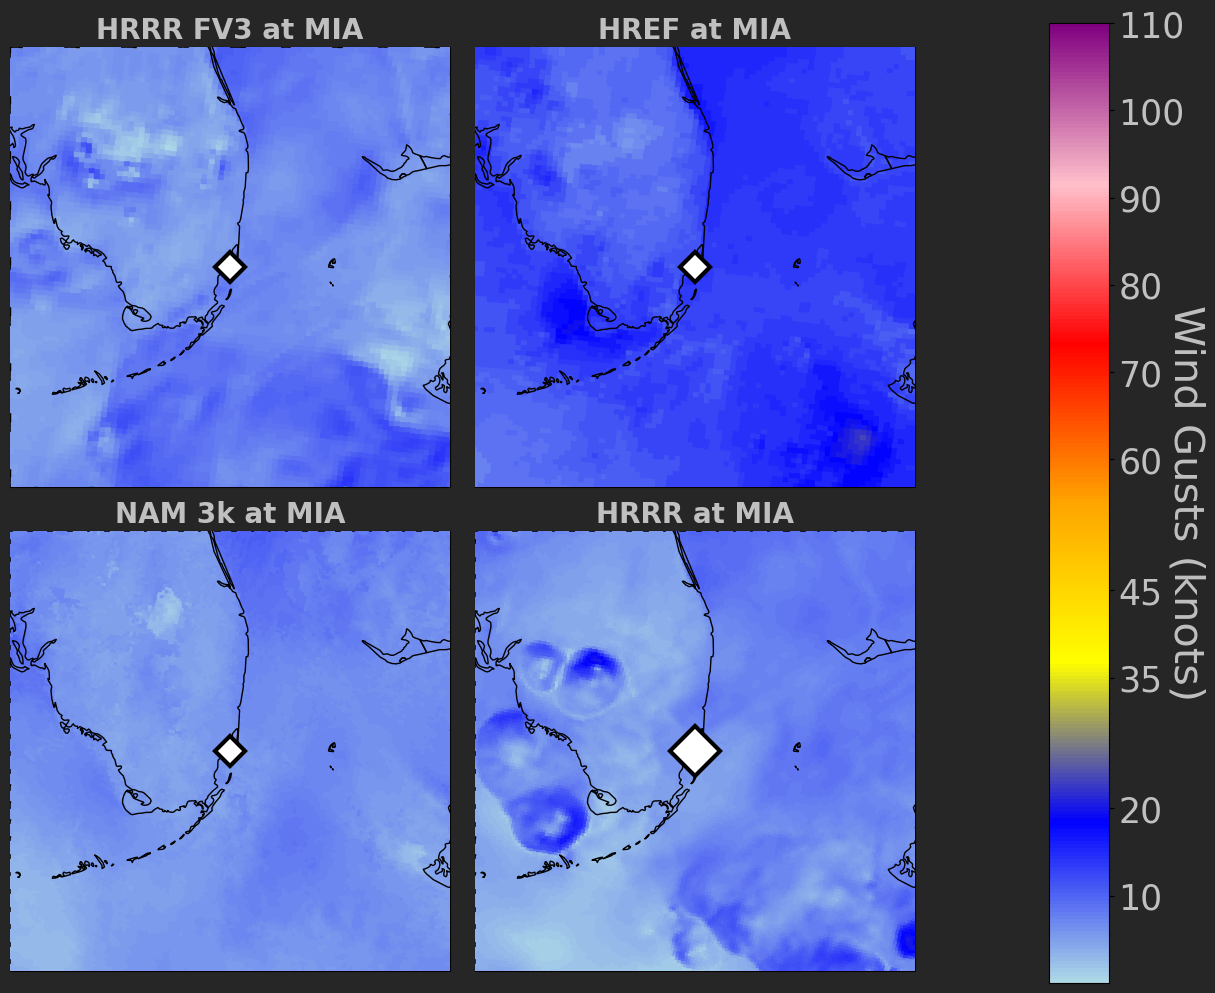 HRRR FV3 at MIA
HREF at MIA
NAM 3k at MIA
HRRR at MIA
110
100
90
80
70
60
45
35
20
10
Wind Gusts (knots)